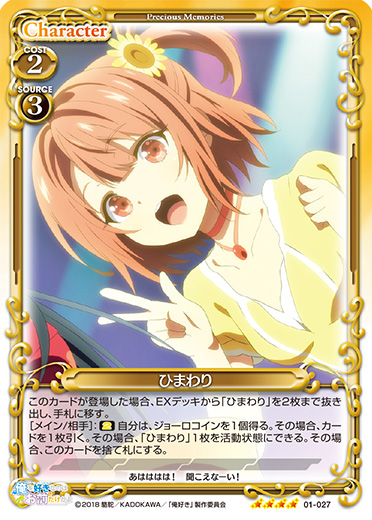 Precious Memories
Character
COST
2
SOURCE
3
ひまわり
このカードが登場した場合、EXデッキから「ひまわり」を2枚まで抜き
出し、手札に移す。
[メイン/相手]: 自分は、ジョーロコインを1個得る。その場合、カー
ドを1枚引く。その場合、「ひまわり」1枚を活動状態にできる。その場
合、このカードを捨て札にする。
あはははは! 聞こえなーい!
©2018 駱駝/KADOKAWA/「俺好き」製作委員会
01-027